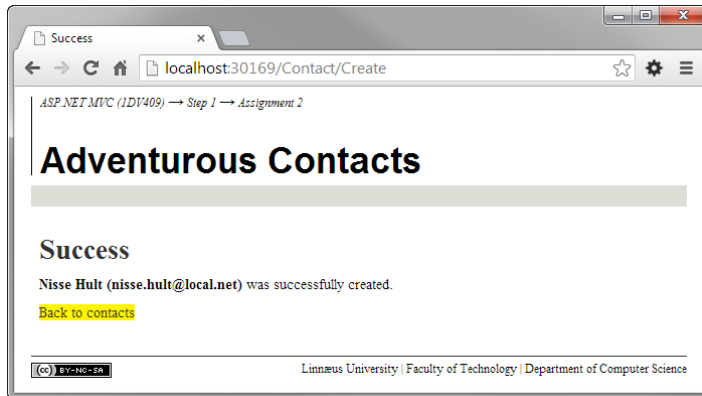 Success
localhost:30169/Contact/Create
ASP.NET MVC (1DV409) → Step 1 → Assignment 2
Adventurous Contacts
Success
Nisse Hult (nisse.hult@local.net) was successfully created.
Back to contacts
(cc) BY-NC-SA
Linnæus University | Faculty of Technology | Department of Computer Science